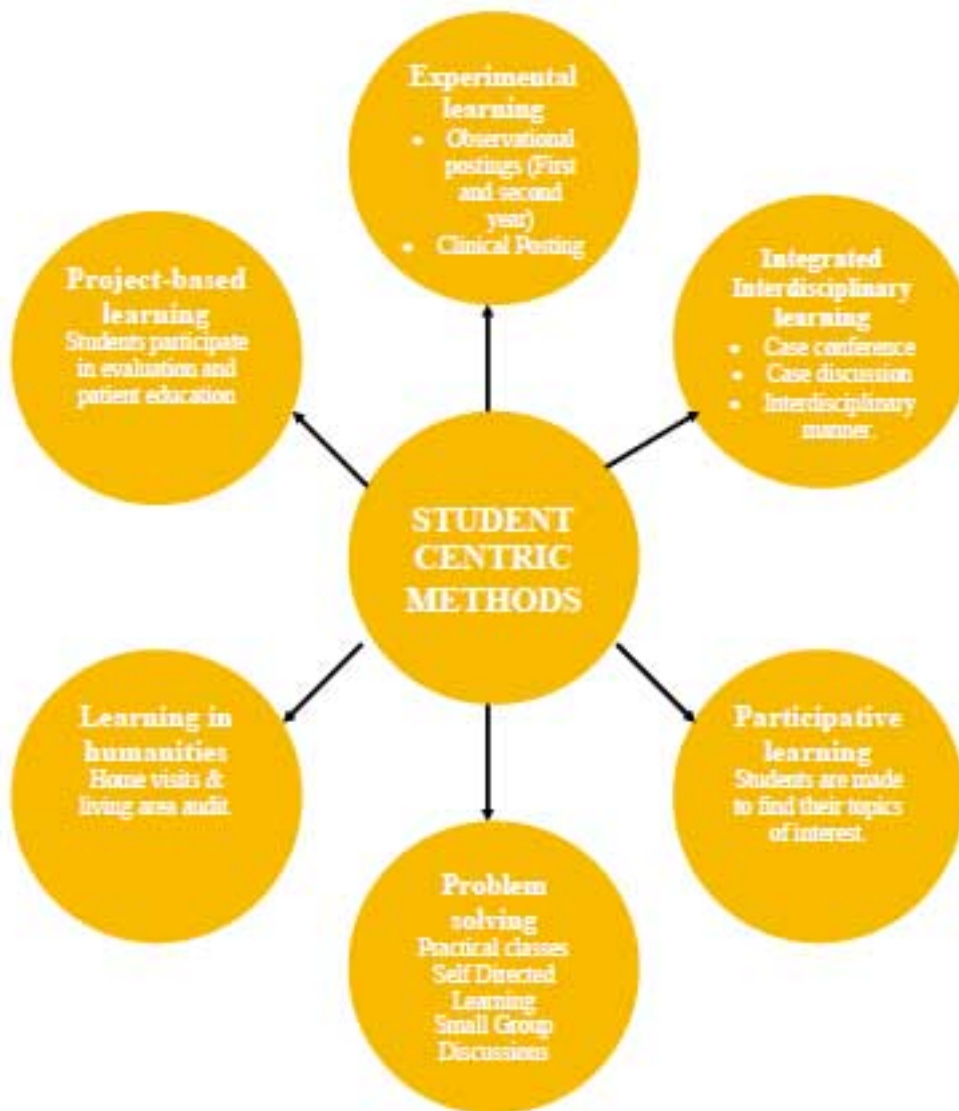 Experimental
learning
• Observational
postings (First
and second
year)
• Clinical Posting
Integrated
Interdisciplinary
learning
• Case conference
• Case discussion
• Interdisciplinary
manner.
Project-based
learning
Students participate
in evaluation and
patient education
STUDENT
CENTRIC
METHODS
Learning in
humanities
Home visits &
living area audit.
Participative
learning
Students are made
to find their topics
of interest.
Problem
solving
Practical classes
Self Directed
Learning
Small Group
Discussions